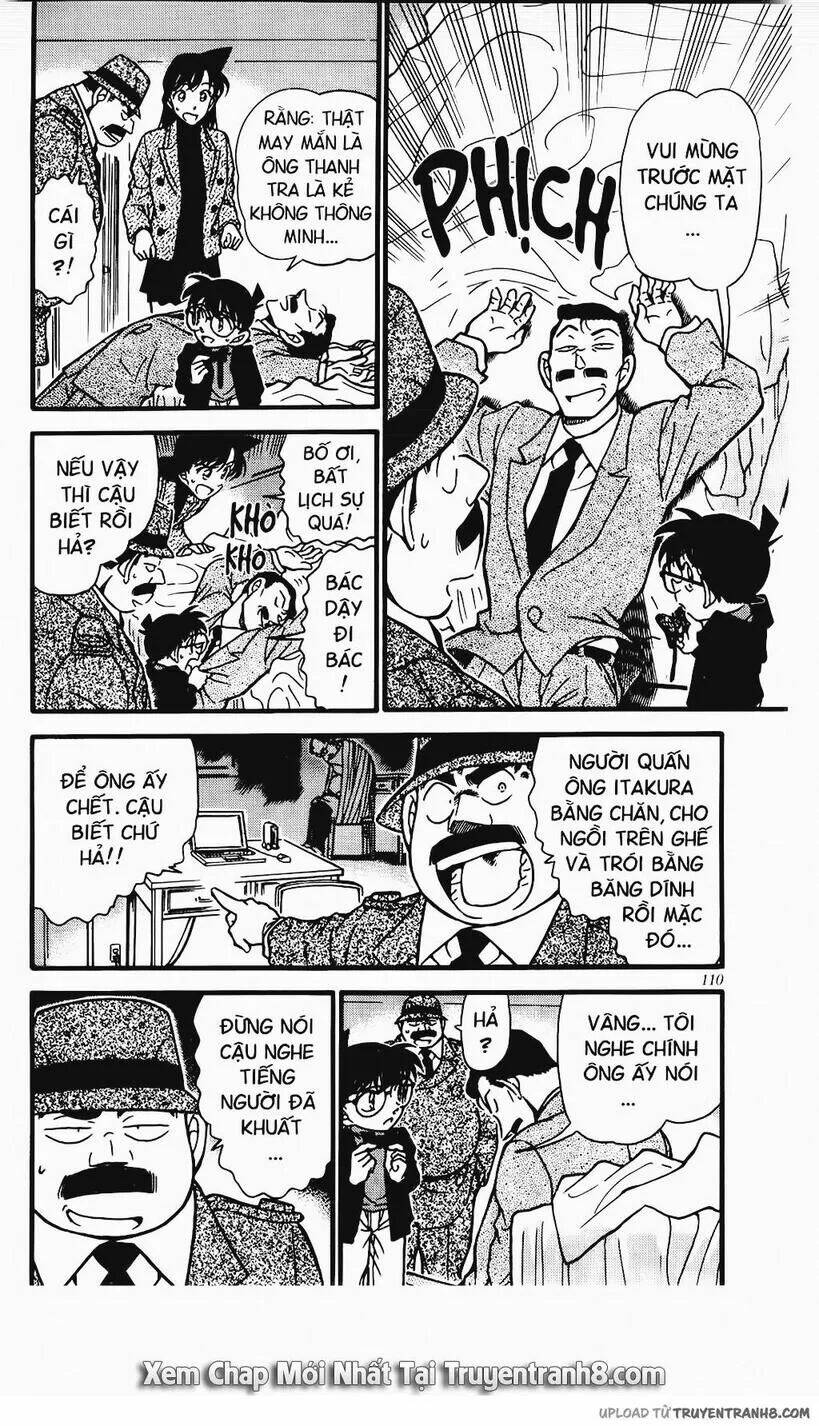 VUI MỪNG
TRƯỚC MẶT
CHÚNG TA
...
PHỊCH
RẰNG: THẬT
MAY MẮN LÀ
ÔNG THANH
TRA LÀ KẺ
KHÔNG THÔNG
MINH...
CÁI
GÌ
?!
BỐ ƠI,
BẤT
LỊCH SỰ
QUÁ!
KHÒ
KHÒ
BÁC
DẬY
ĐI
BÁC
!
NẾU VẬY
THÌ CẬU
BIẾT RỒI
HẢ?
NGƯỜI QUẤN
ÔNG ITAKURA
BẰNG CHĂN, CHO
NGỒI TRÊN GHẾ
VÀ TRÓI BẰNG
BĂNG DÍNH
RỒI MẶC
ĐÓ...
ĐỂ ÔNG ẤY
CHẾT. CẬU
BIẾT CHỨ
HẢ!!
110
VÂNG... TÔI
NGHE CHÍNH
ÔNG ẤY NÓI
...
HẢ
?
ĐỪNG NÓI
CẬU NGHE
TIẾNG
NGƯỜI ĐÃ
KHUẤT
...
Xem Chap Mới Nhất Tại Truyentranh8.com
UPLOAD TỪ TRUYENTRANH8.COM